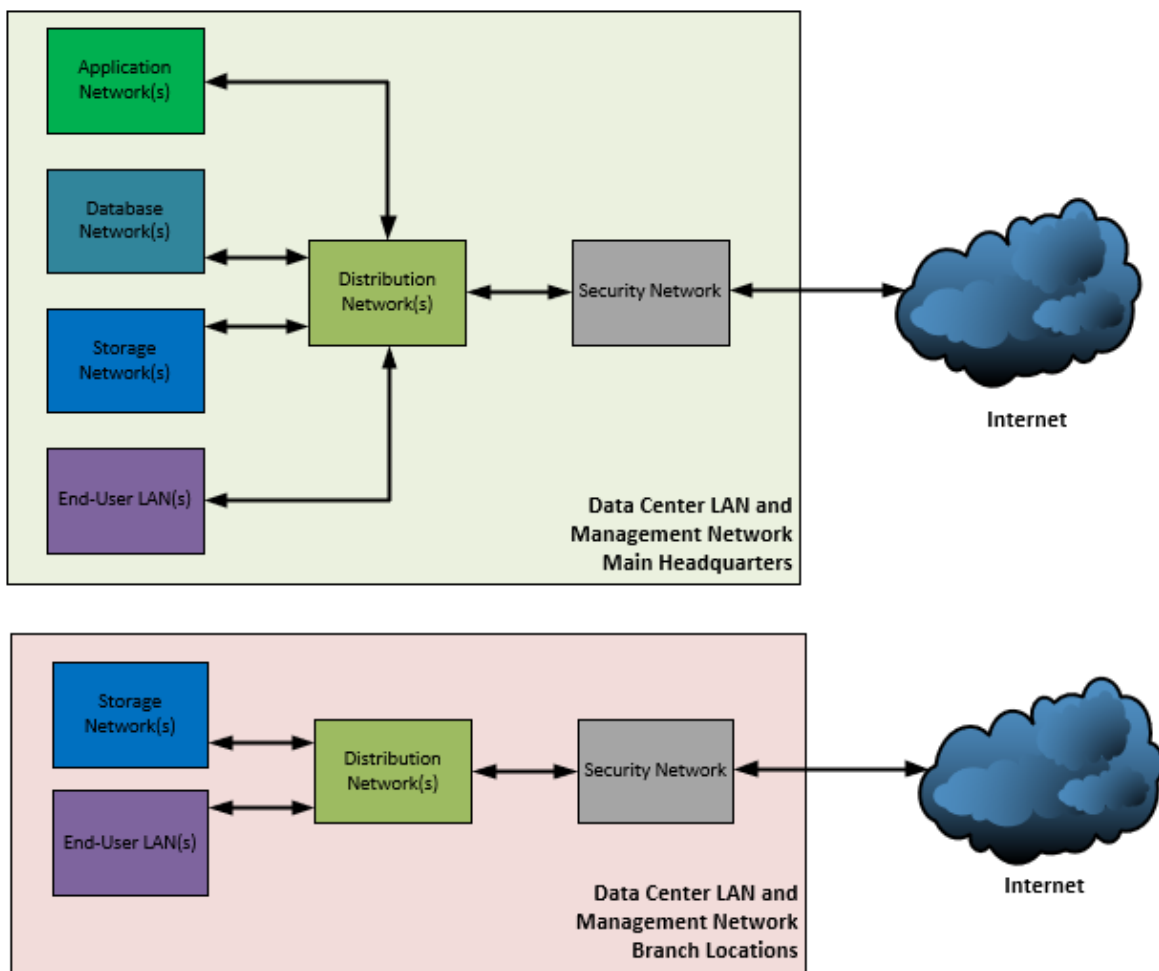 Application
Network(s)
Database
Network(s)
Distribution
Network(s)
Security Network
Storage
Network(s)
Internet
End-User LAN(s)
Data Center LAN and
Management Network
Main Headquarters
Storage
Network(s)
Distribution
Network(s)
Security Network
End-User LAN(s)
Internet
Data Center LAN and
Management Network
Branch Locations